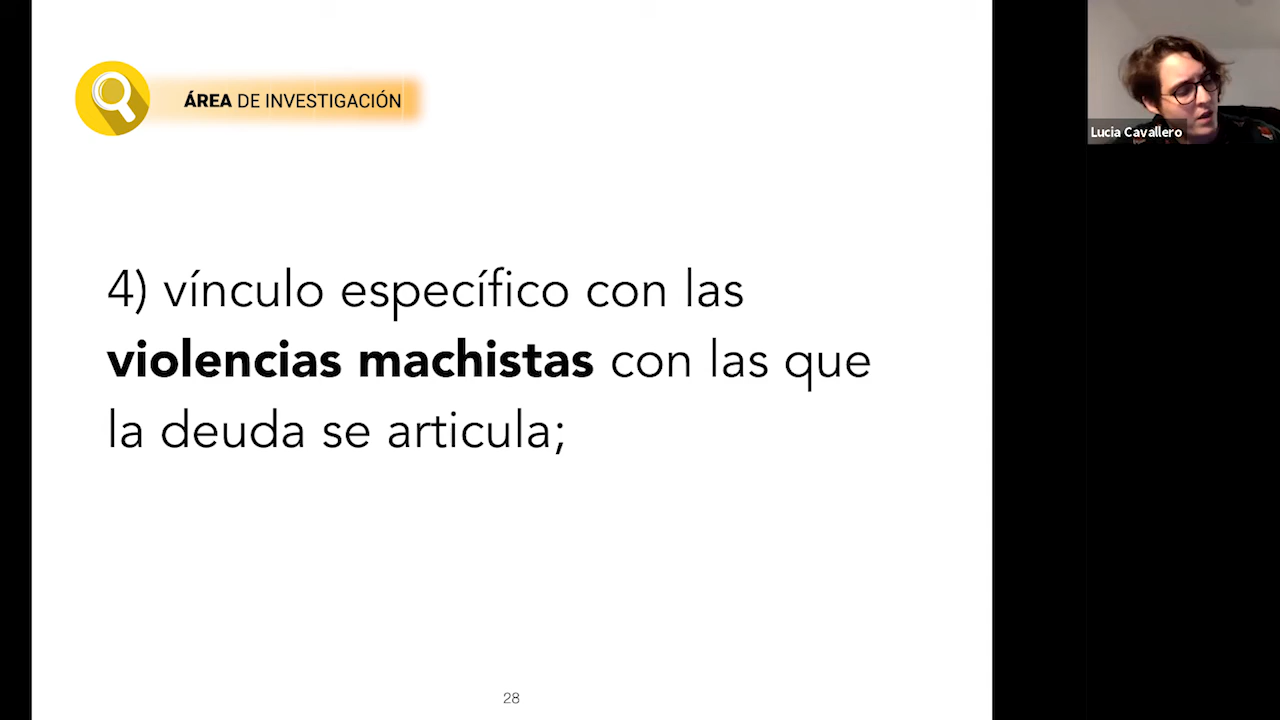 ÁREA DE INVESTIGACIÓN
Lucia Cavallero
4) vínculo específico con las
violencias machistas con las que
la deuda se articula;
28